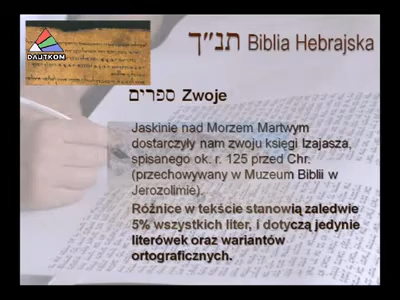 DAUTKOM
תנ״ך Biblia Hebrajska
ספרים Zwoje
Jaskinie nad Morzem Martwym
dostarczyły nam zwoju księgi Izajasza,
spisanego ok. r. 125 przed Chr.
(przechowywany w Muzeum Biblii w
Jerozolimie).
Różnice w tekście stanowią zaledwie
5% wszystkich liter, i dotyczą jedynie
literówek oraz wariantów
ortograficznych.